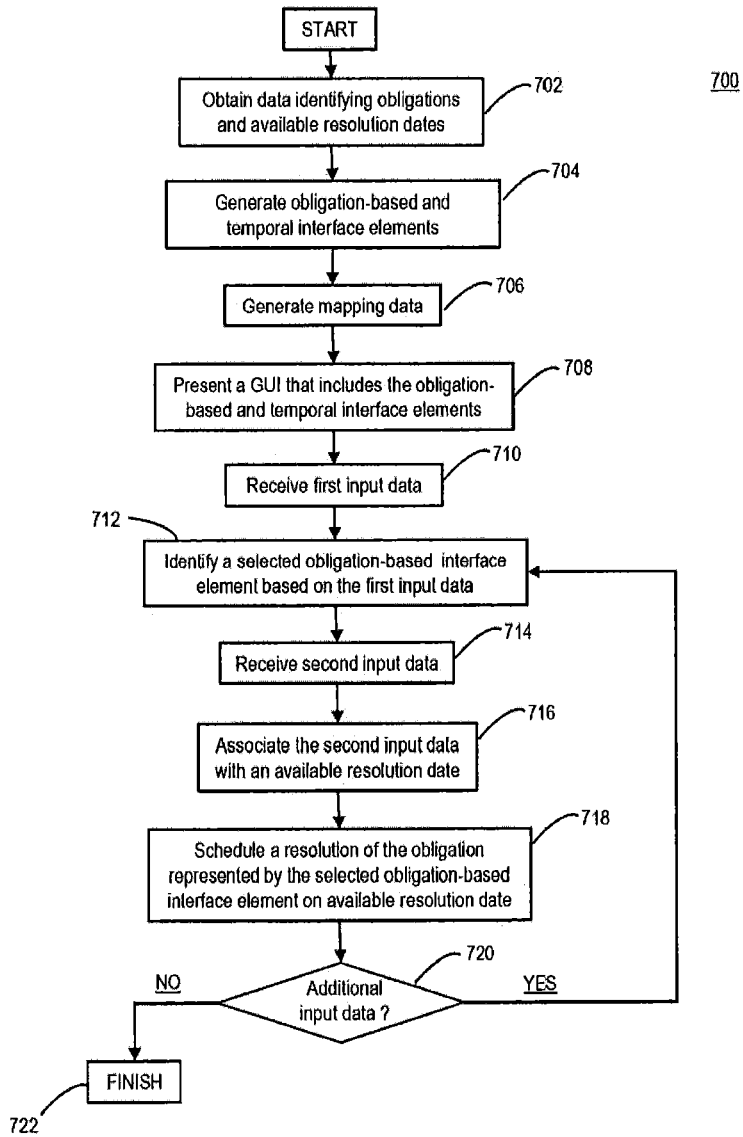 START
700
702
Obtain data identifying obligations
and available resolution dates
704
Generate obligation-based and
temporal interface elements
706
Generate mapping data
708
Present a GUI that includes the obligation-
based and temporal interface elements
710
Receive first input data
712
Identify a selected obligation-based interface
element based on the first input data
714
Receive second input data
716
Associate the second input data
with an available resolution date
718
Schedule a resolution of the obligation
represented by the selected obligation-based
interface element on available resolution date
720
NO
Additional
input data ?
YES
FINISH
722